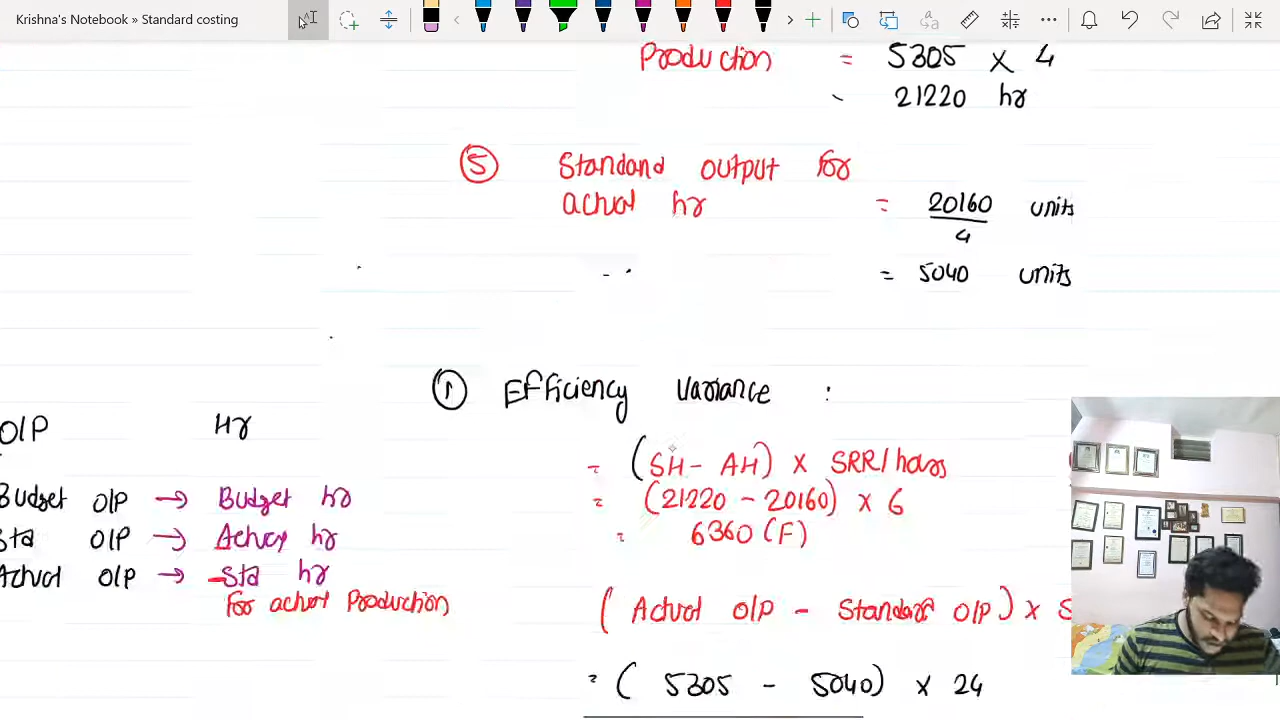 Krishna's Notebook » Standard costing
Production = 5305 × 4
21220 hr
⑤ Standard output for
actual hr = 20160 units
4
= 5040 units
① Efficiency Variance :
= (SH - AH) × SRR/hours
= (21220 - 20160) × 6
= 6360 (F)
O/P Hr
Budget O/P → Budget hr
Sta O/P → Actual hr
Actual O/P → Sta hr
For actual Production
( Actual O/P - Standard O/P) × S
= ( 5305 - 5040) × 24